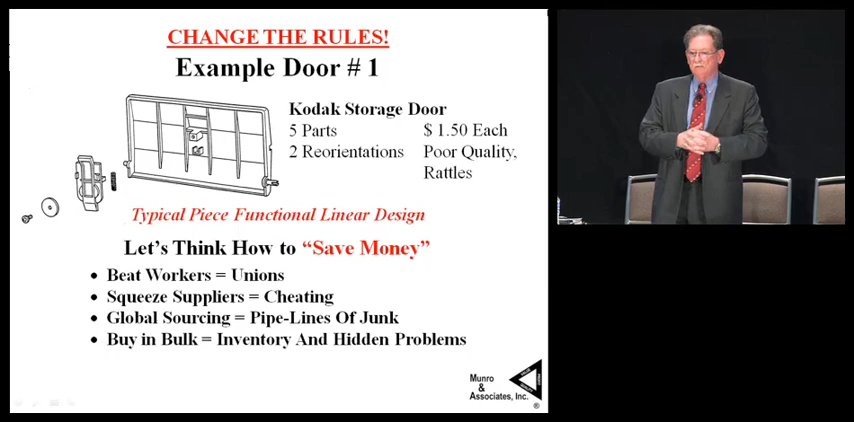 CHANGE THE RULES!
Example Door # 1
Kodak Storage Door
5 Parts $ 1.50 Each
2 Reorientations Poor Quality,
Rattles
Typical Piece Functional Linear Design
Let's Think How to "Save Money"
• Beat Workers = Unions
• Squeeze Suppliers = Cheating
• Global Sourcing = Pipe-Lines Of Junk
• Buy in Bulk = Inventory And Hidden Problems
Munro
&
Associates, Inc.
®